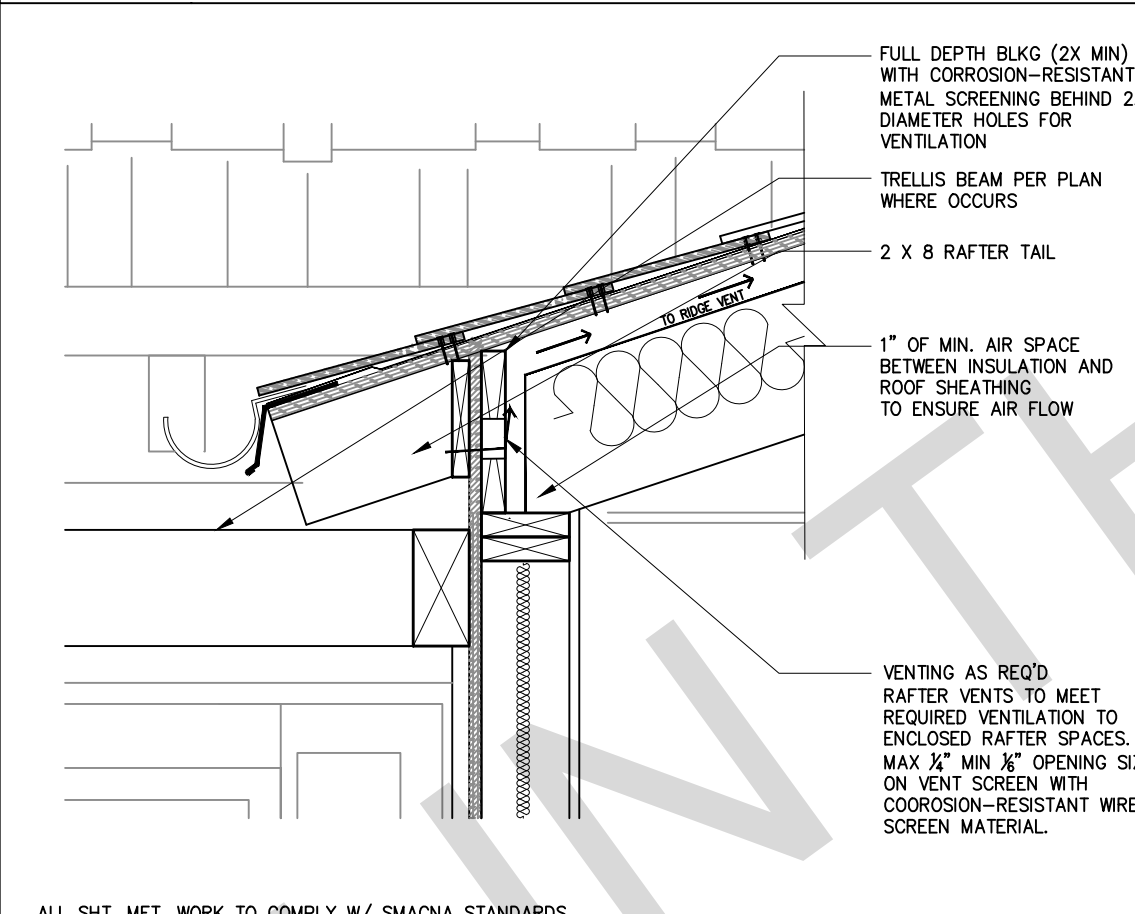 FULL DEPTH BLKG (2X MIN)
WITH CORROSION-RESISTANT
METAL SCREENING BEHIND 2
DIAMETER HOLES FOR
VENTILATION
TRELLIS BEAM PER PLAN
WHERE OCCURS
2 X 8 RAFTER TAIL
TO RIDGE VENT
1" OF MIN. AIR SPACE
BETWEEN INSULATION AND
ROOF SHEATHING
TO ENSURE AIR FLOW
VENTING AS REQ'D
RAFTER VENTS TO MEET
REQUIRED VENTILATION TO
ENCLOSED RAFTER SPACES.
MAX ¼" MIN ⅙" OPENING
ON VENT SCREEN WITH
COOROSION-RESISTANT WIRE
SCREEN MATERIAL.
ALL SHT. MET. WORK TO COMPLY W/ SMACNA STANDARDS